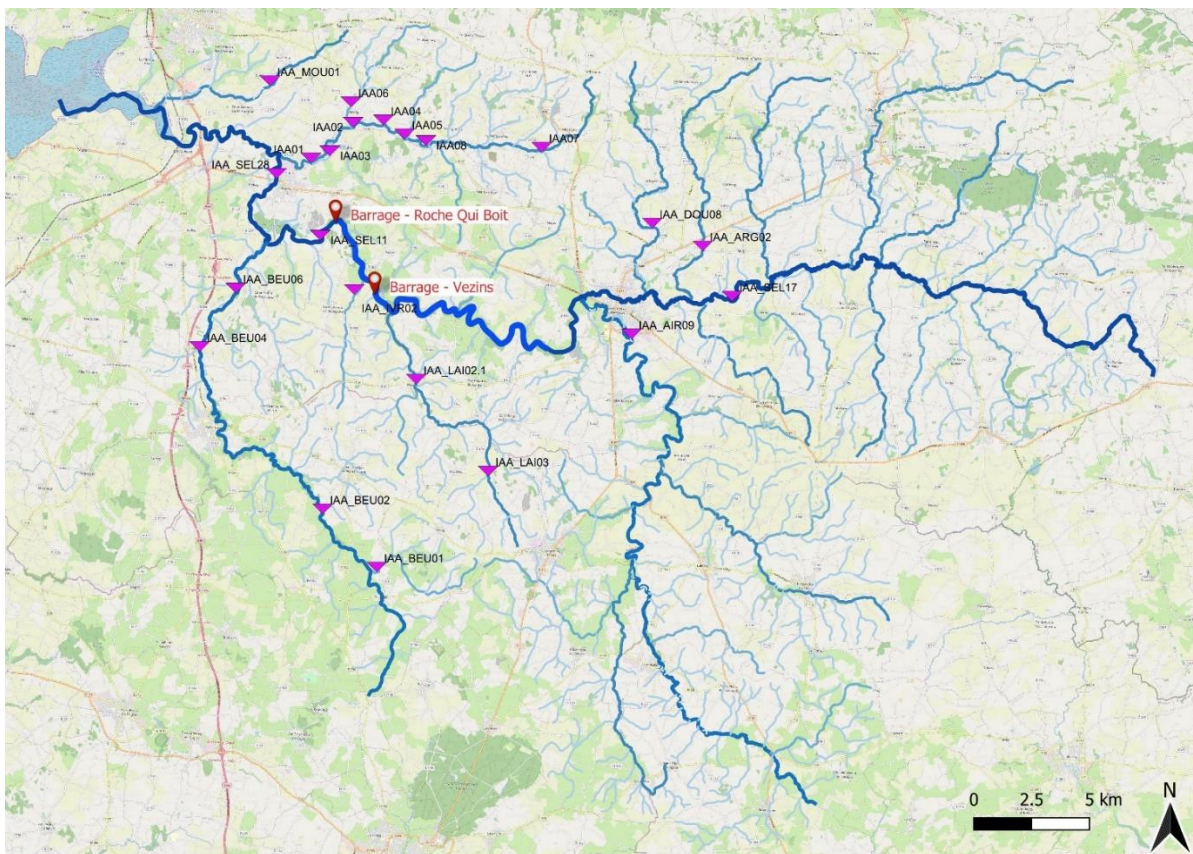 IAA_MOU01
IAA06
IAA04
IAA02
IAA05
IAA08
IAA07
IAA01
IAA03
IAA_SEL28
Barrage - Roche Qui Boit
IAA_DOU08
IAA_SEL11
IAA_ARG02
IAA_BEU06
Barrage - Vezins
IAA_SEL17
IAA_IVR02
IAA_AIR09
IAA_BEU04
IAA_LAI02.1
IAA_LAI03
IAA_BEU02
IAA_BEU01
N
0 2.5 5 km